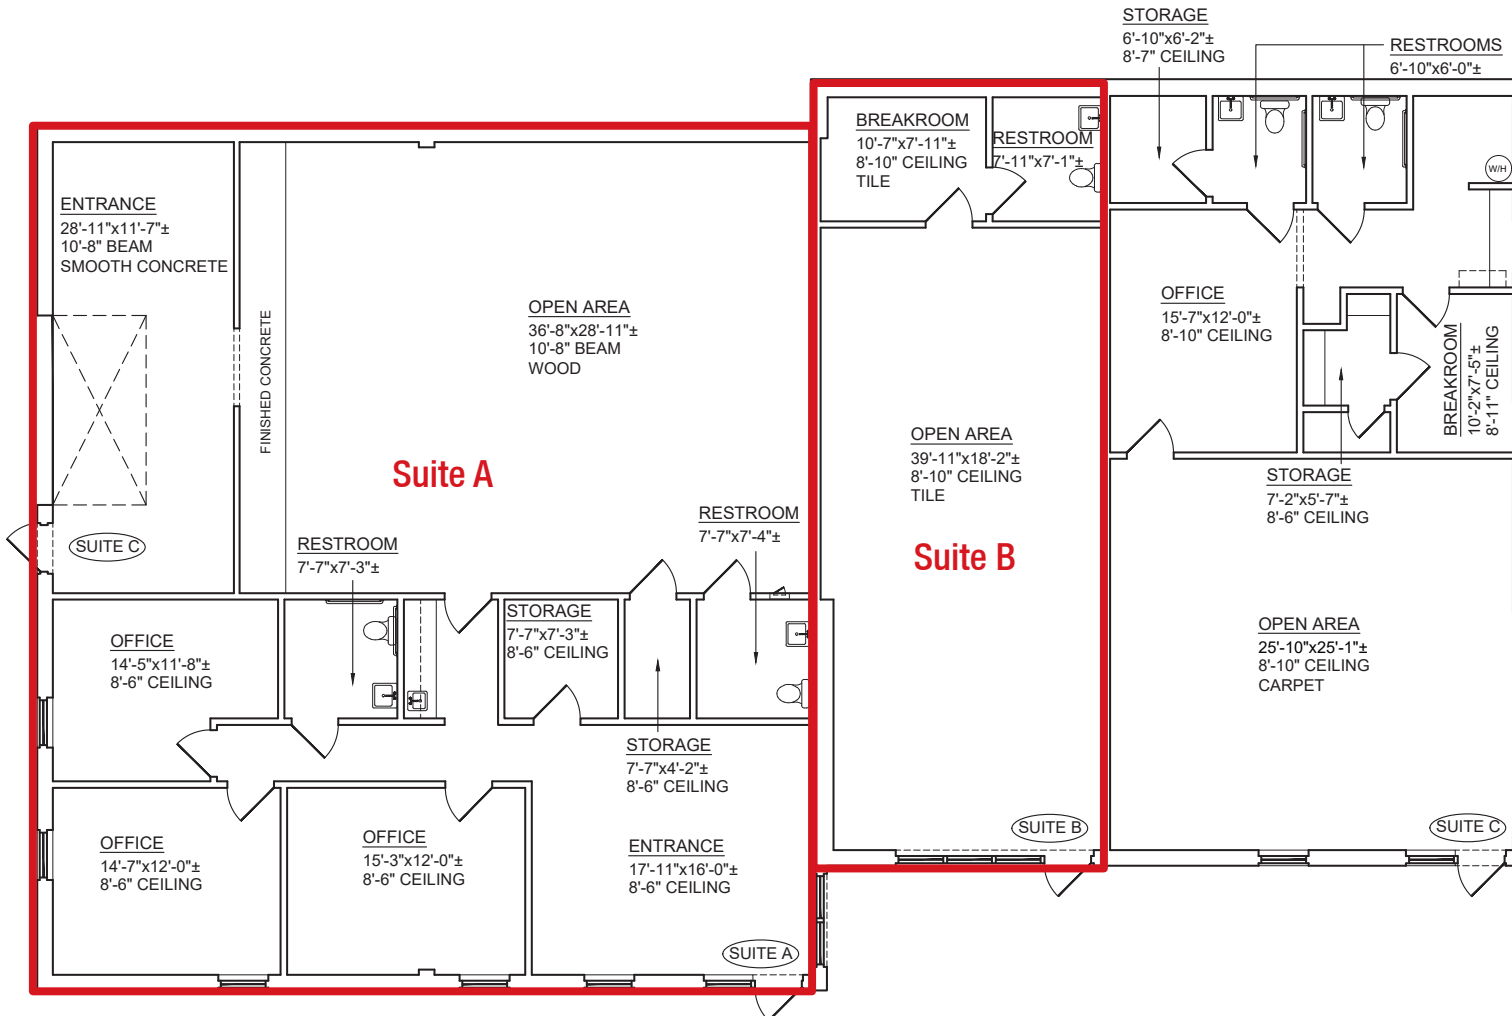 STORAGE
6'-10"x6'-2"±
8'-7" CEILING
RESTROOMS
6'-10"x6'-0"±
BREAKROOM
10'-7"x7'-11"±
8'-10" CEILING
TILE
RESTROOM
7'-11"x7'-1"±
W/H
ENTRANCE
28'-11"x11'-7"±
10'-8" BEAM
SMOOTH CONCRETE
OPEN AREA
36'-8"x28'-11"±
10'-8" BEAM
WOOD
FINISHED CONCRETE
OFFICE
15'-7"x12'-0"±
8'-10" CEILING
BREAKROOM
10'-2"x7'-5"±
8'-11" CEILING
Suite A
OPEN AREA
39'-11"x18'-2"±
8'-10" CEILING
TILE
STORAGE
7'-2"x5'-7"±
8'-6" CEILING
SUITE C
RESTROOM
7'-7"x7'-3"±
RESTROOM
7'-7"x7'-4"±
Suite B
OFFICE
14'-5"x11'-8"±
8'-6" CEILING
STORAGE
7'-7"x7'-3"±
8'-6" CEILING
OPEN AREA
25'-10"x25'-1"±
8'-10" CEILING
CARPET
STORAGE
7'-7"x4'-2"±
8'-6" CEILING
OFFICE
14'-7"x12'-0"±
8'-6" CEILING
OFFICE
15'-3"x12'-0"±
8'-6" CEILING
ENTRANCE
17'-11"x16'-0"±
8'-6" CEILING
SUITE B
SUITE C
SUITE A